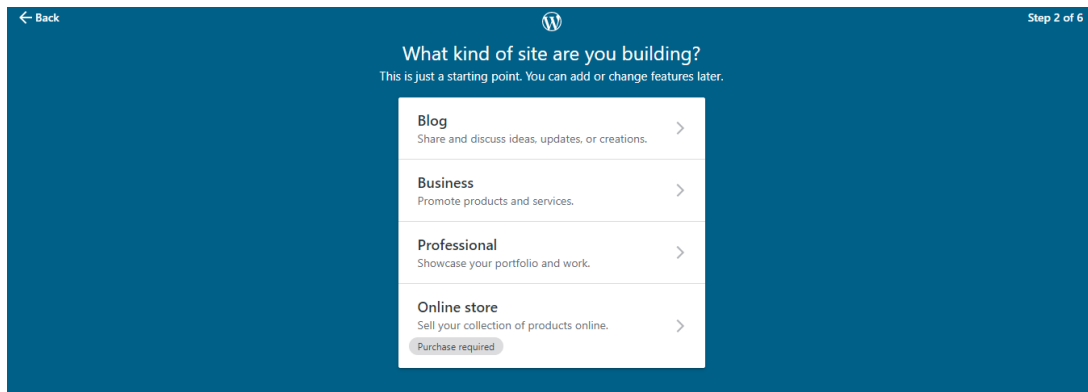 Back
Step 2 of 6
What kind of site are you building?
This is just a starting point. You can add or change features later.
Blog
Share and discuss ideas, updates, or creations.
Business
Promote products and services.
Professional
Showcase your portfolio and work.
Online store
Sell your collection of products online.
Purchase required